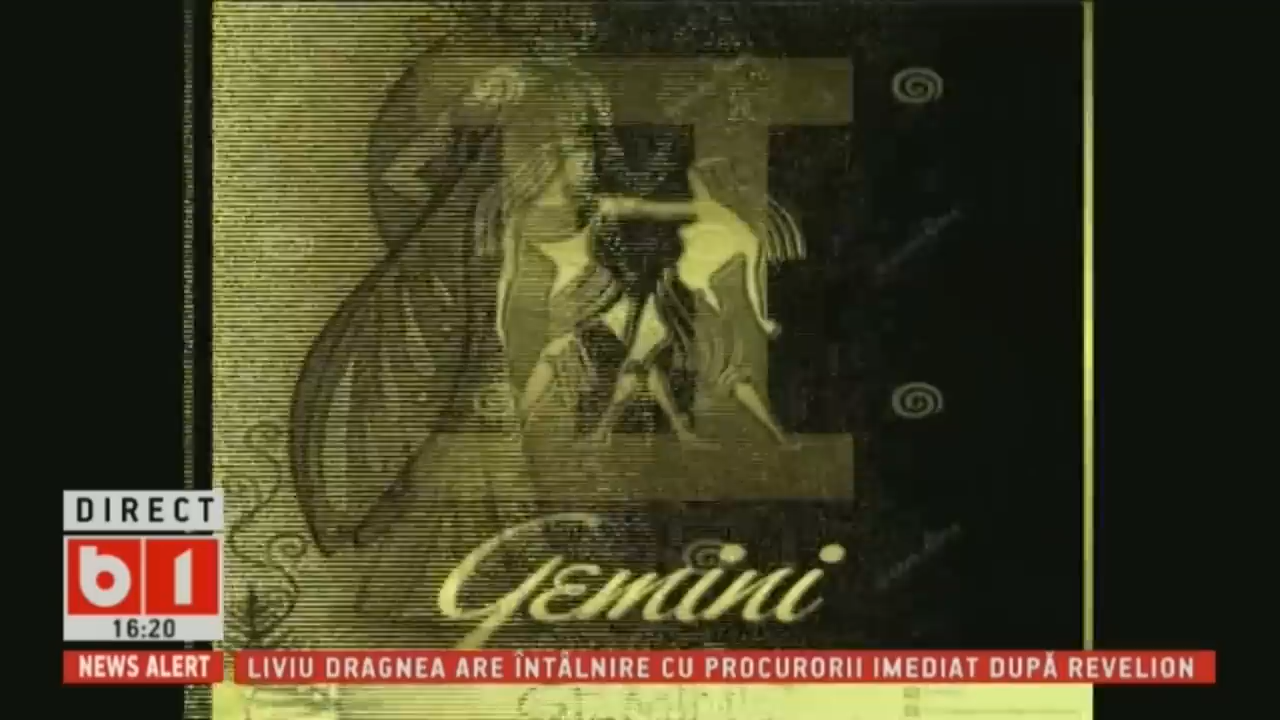 Gemini
DIRECT
b1
16:20
NEWS ALERT
LIVIU DRAGNEA ARE ÎNTÂLNIRE CU PROCURORII IMEDIAT DUPĂ REVELION